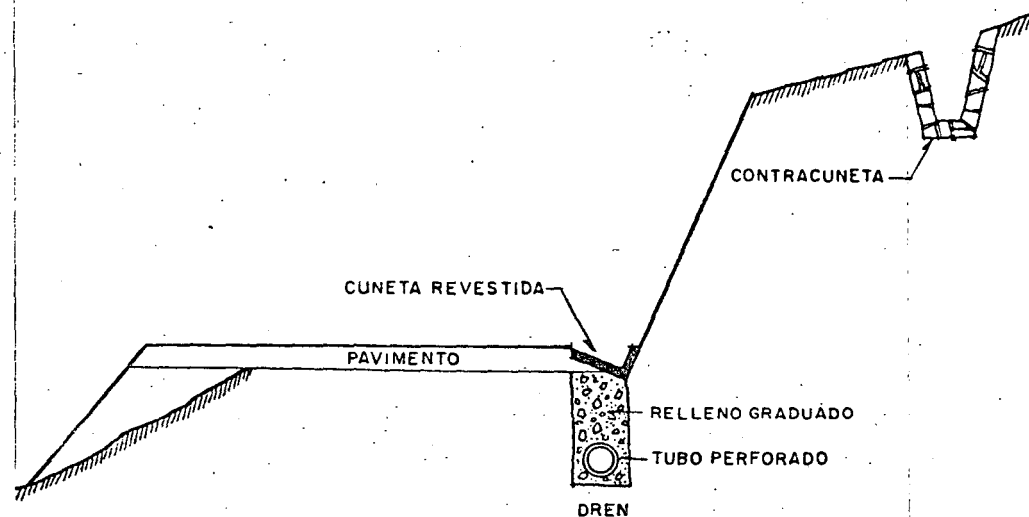 CONTRACUNETA
CUNETA REVESTIDA
PAVIMENTO
RELLENO GRADUADO
TUBO PERFORADO
DREN